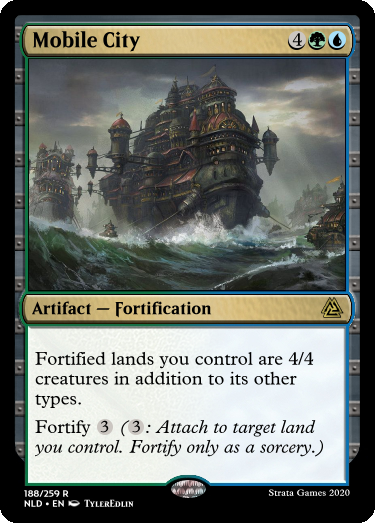 Mobile City 4
Artifact — Fortification
Fortified lands you control are 4/4
creatures in addition to its other
types.
Fortify 3 (3: Attach to target land
you control. Fortify only as a sorcery.)
188/259 R
NLD • EN TylerEdlin
Strata Games 2020